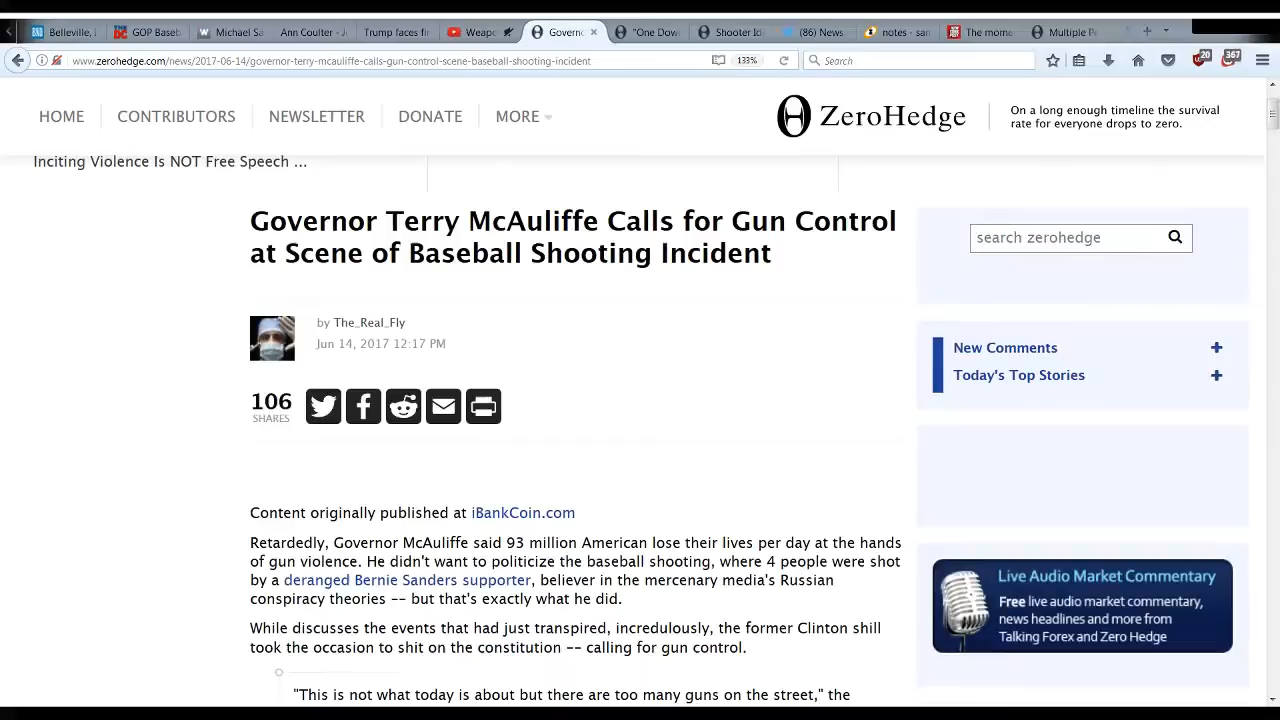 Belleville, I
GOP Baseb
Michael Sa
Ann Coulter - J
Trump faces fir
Weapo
Governo
"One Dow
Shooter Id
(86) News
notes - san
The mome
Multiple P
www.zerohedge.com/news/2017-06-14/governor-terry-mcauliffe-calls-gun-control-scene-baseball-shooting-incident
133%
Search
20
367
HOME
CONTRIBUTORS
NEWSLETTER
DONATE
MORE
ZeroHedge
On a long enough timeline the survival
rate for everyone drops to zero.
Inciting Violence Is NOT Free Speech ...
Governor Terry McAuliffe Calls for Gun Control
at Scene of Baseball Shooting Incident
search zerohedge
by The_Real_Fly
Jun 14, 2017 12:17 PM
New Comments
Today's Top Stories
106
SHARES
Content originally published at iBankCoin.com
Retardedly, Governor McAuliffe said 93 million American lose their lives per day at the hands
of gun violence. He didn't want to politicize the baseball shooting, where 4 people were shot
by a deranged Bernie Sanders supporter, believer in the mercenary media's Russian
conspiracy theories -- but that's exactly what he did.
While discusses the events that had just transpired, incredulously, the former Clinton shill
took the occasion to shit on the constitution -- calling for gun control.
"This is not what today is about but there are too many guns on the street," the
Live Audio Market Commentary
Free live audio market commentary,
news headlines and more from
Talking Forex and Zero Hedge